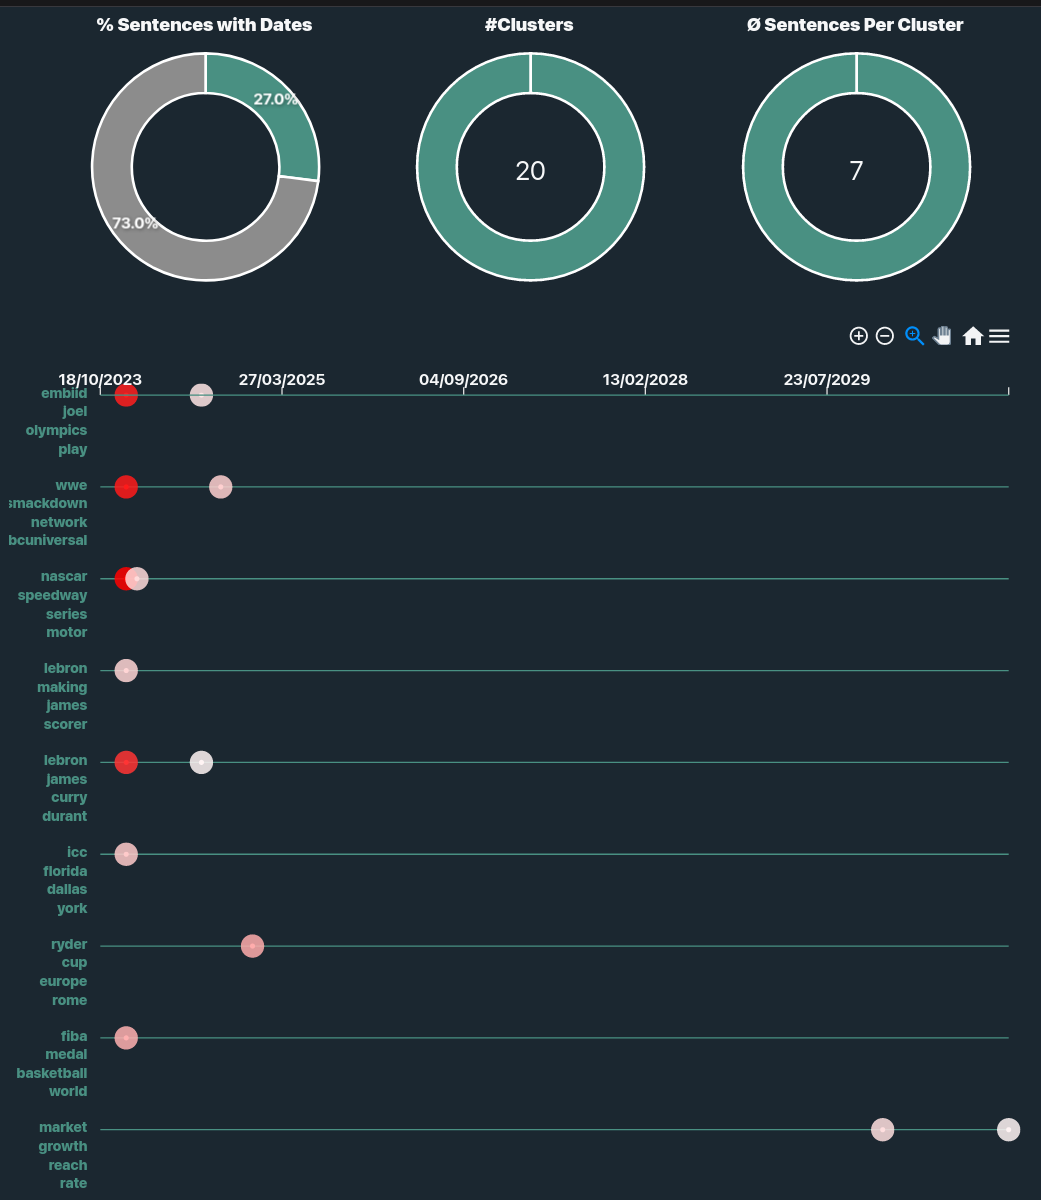 % Sentences with Dates
#Clusters
Ø Sentences Per Cluster
27.0%
73.0%
20
7
18/10/2023 27/03/2025 04/09/2026 13/02/2028 23/07/2029
embiid
joel
olympics
play
wwe
smackdown
network
bcuniversal
nascar
speedway
series
motor
lebron
making
james
scorer
lebron
james
curry
durant
icc
florida
dallas
york
ryder
cup
europe
rome
fiba
medal
basketball
world
market
growth
reach
rate